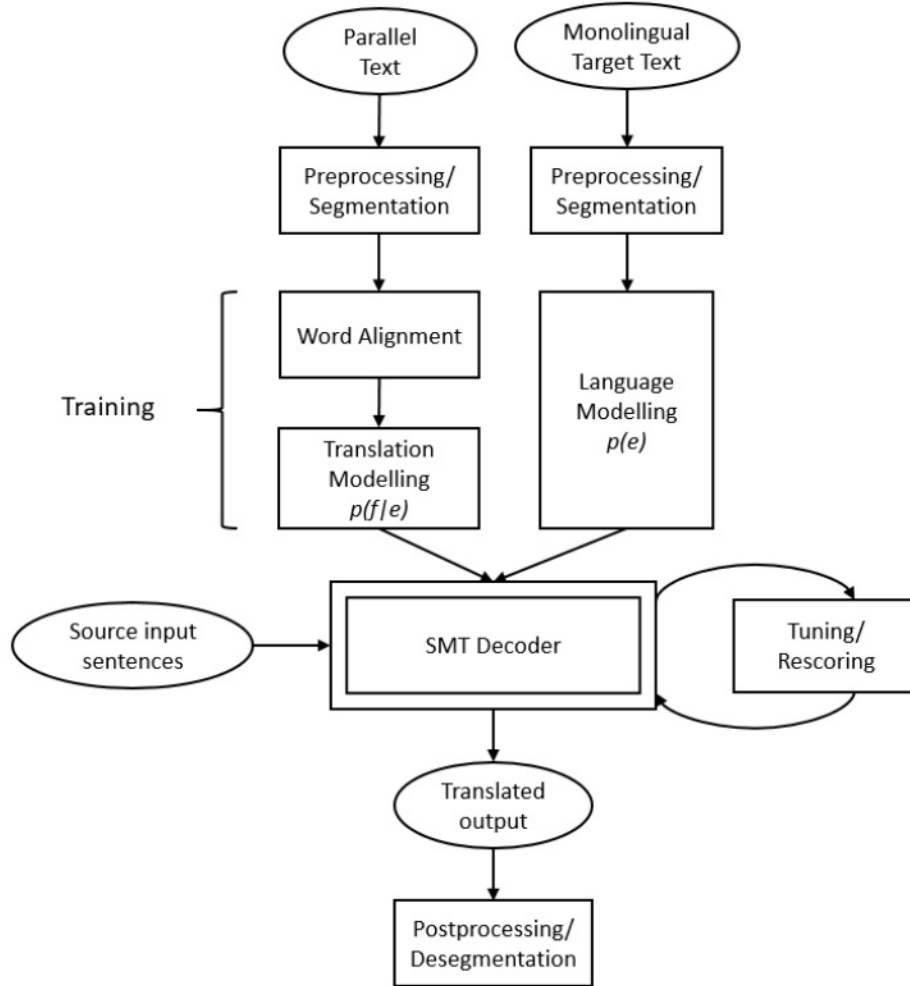 Parallel
Text
Monolingual
Target Text
Preprocessing/
Segmentation
Preprocessing/
Segmentation
Training
Word Alignment
Translation
Modelling
p(f|e)
Language
Modelling
p(e)
Source input
sentences
SMT Decoder
Tuning/
Rescoring
Translated
output
Postprocessing/
Desegmentation